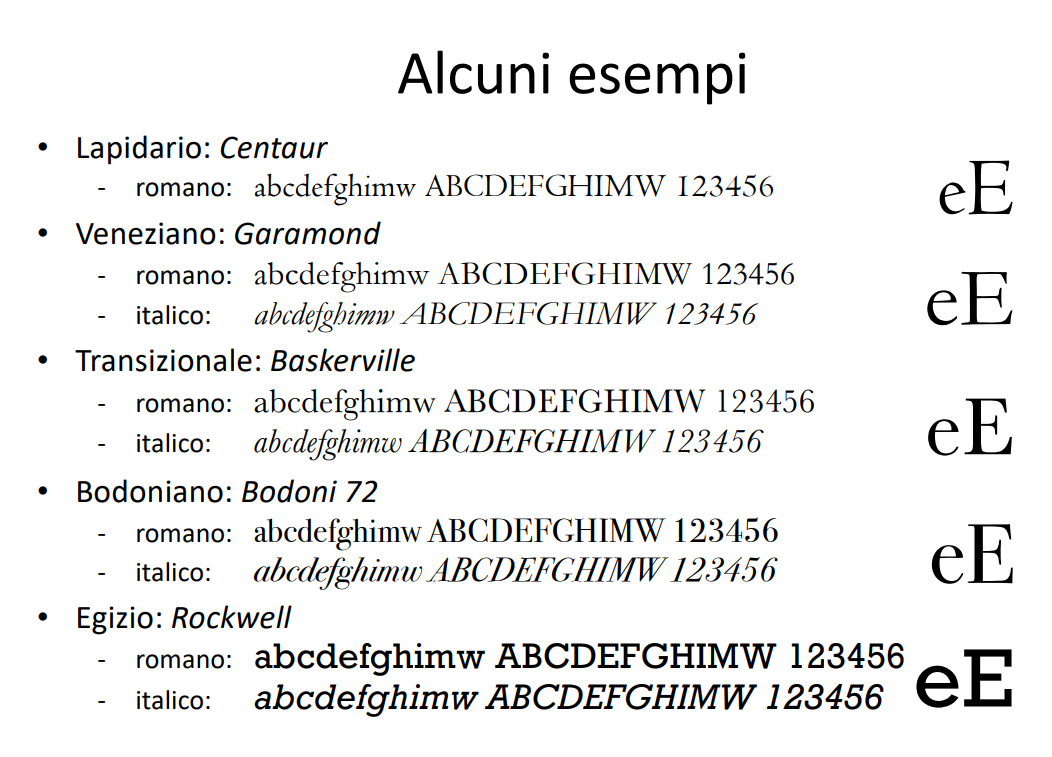 Alcuni esempi
• Lapidario: Centaur
- romano: abcdefghimw ABCDEFGHIMW 123456
eE
• Veneziano: Garamond
- romano: abcdefghimw ABCDEFGHIMW 123456
- italico: abcdefghimw ABCDEFGHIMW 123456
eE
• Transizionale: Baskerville
- romano: abcdefghimw ABCDEFGHIMW 123456
- italico: abcdefghimw ABCDEFGHIMW 123456
eE
• Bodoniano: Bodoni 72
- romano: abcdefghimw ABCDEFGHIMW 123456
- italico: abcdefghimw ABCDEFGHIMW 123456
eE
• Egizio: Rockwell
- romano: abcdefghimw ABCDEFGHIMW 123456
- italico: abcdefghimw ABCDEFGHIMW 123456
eE